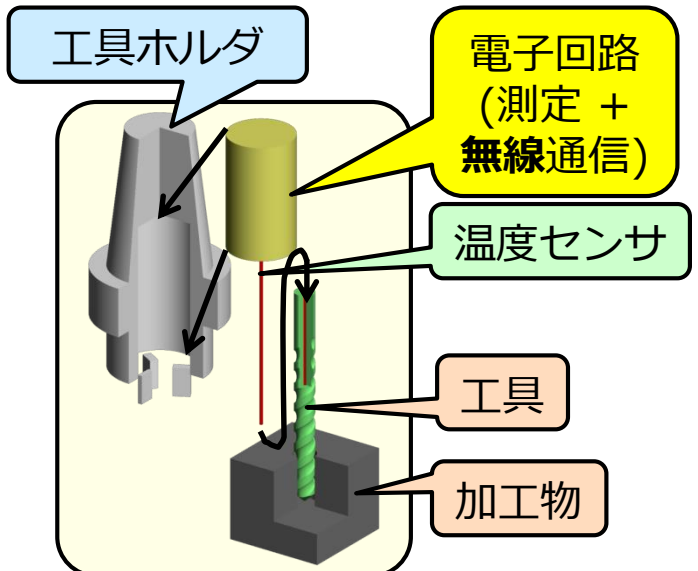 工具ホルダ
電子回路
(測定 +
無線通信)
温度センサ
工具
加工物